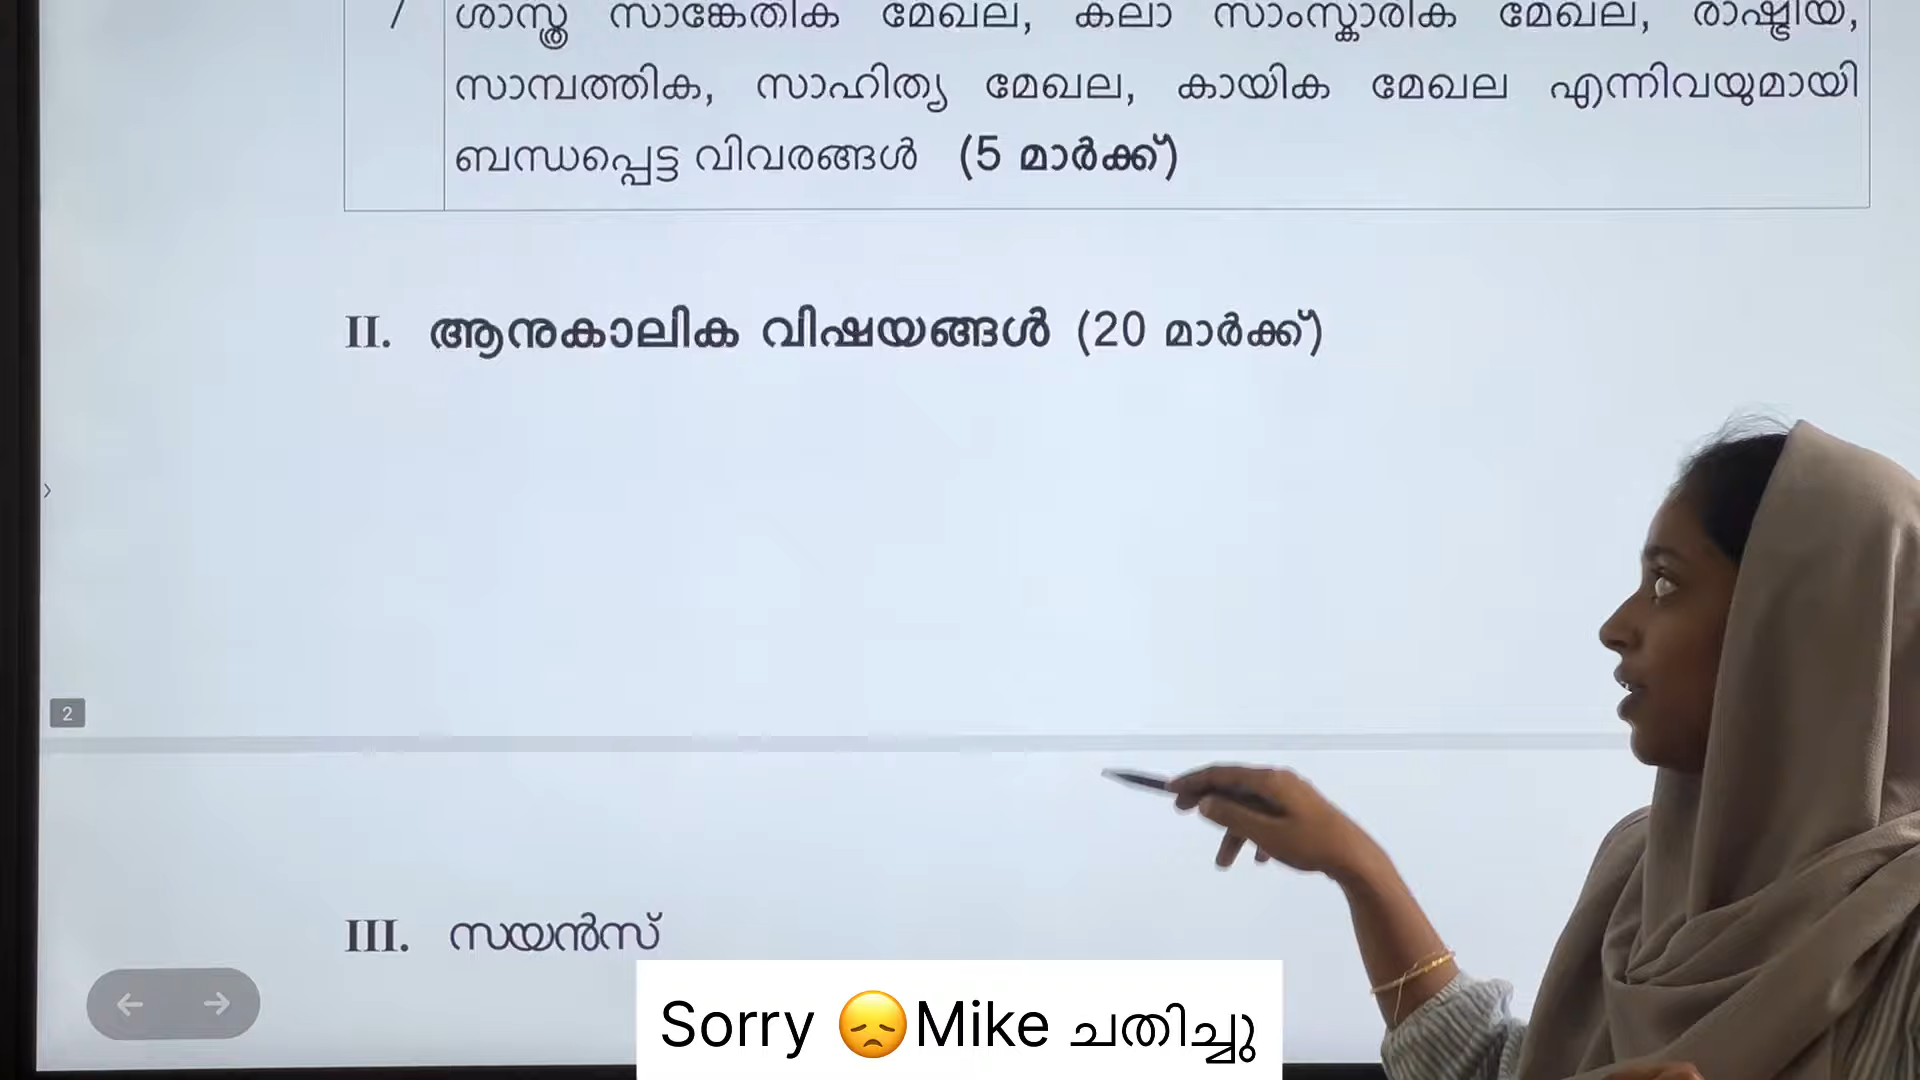 7 ശാസ്ത്ര സാങ്കേതിക മേഖല, കലാ സാംസ്കാരിക മേഖല, രാഷ്ട്രീയ,
സാമ്പത്തിക, സാഹിത്യ മേഖല, കായിക മേഖല എന്നിവയുമായി
ബന്ധപ്പെട്ട വിവരങ്ങൾ (5 മാർക്ക്)
II. ആനുകാലിക വിഷയങ്ങൾ (20 മാർക്ക്)
2
III. സയൻസ്
Sorry 😞Mike ചതിച്ചു